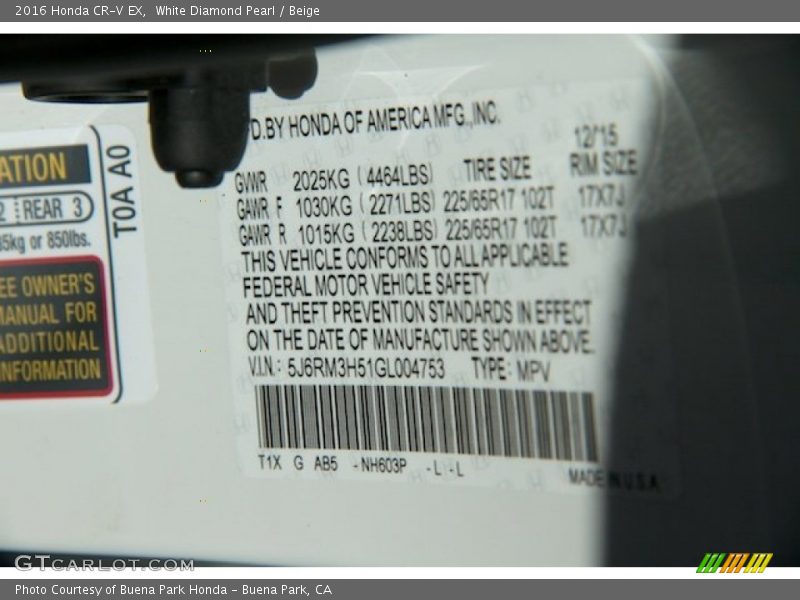 2016 Honda CR-V EX, White Diamond Pearl / Beige
D.BY HONDA OF AMERICA MFG.,INC.
12/15
GVWR 2025KG (4464LBS) TIRE SIZE RIM SIZE
GAWR F 1030KG (2271LBS) 225/65R17 102T 17X7J
GAWR R 1015KG (2238LBS) 225/65R17 102T 17X7J
THIS VEHICLE CONFORMS TO ALL APPLICABLE
FEDERAL MOTOR VEHICLE SAFETY
AND THEFT PREVENTION STANDARDS IN EFFECT
ON THE DATE OF MANUFACTURE SHOWN ABOVE.
V.I.N.: 5J6RM3H51GL004753 TYPE: MPV
T1X G AB5 -NH603P -L -L
MADE IN U.S.A.
ATION
2 REAR 3
5kg or 850lbs.
T0A A0
EE OWNER'S
MANUAL FOR
ADDITIONAL
INFORMATION
GTCARLOT.COM
Photo Courtesy of Buena Park Honda - Buena Park, CA